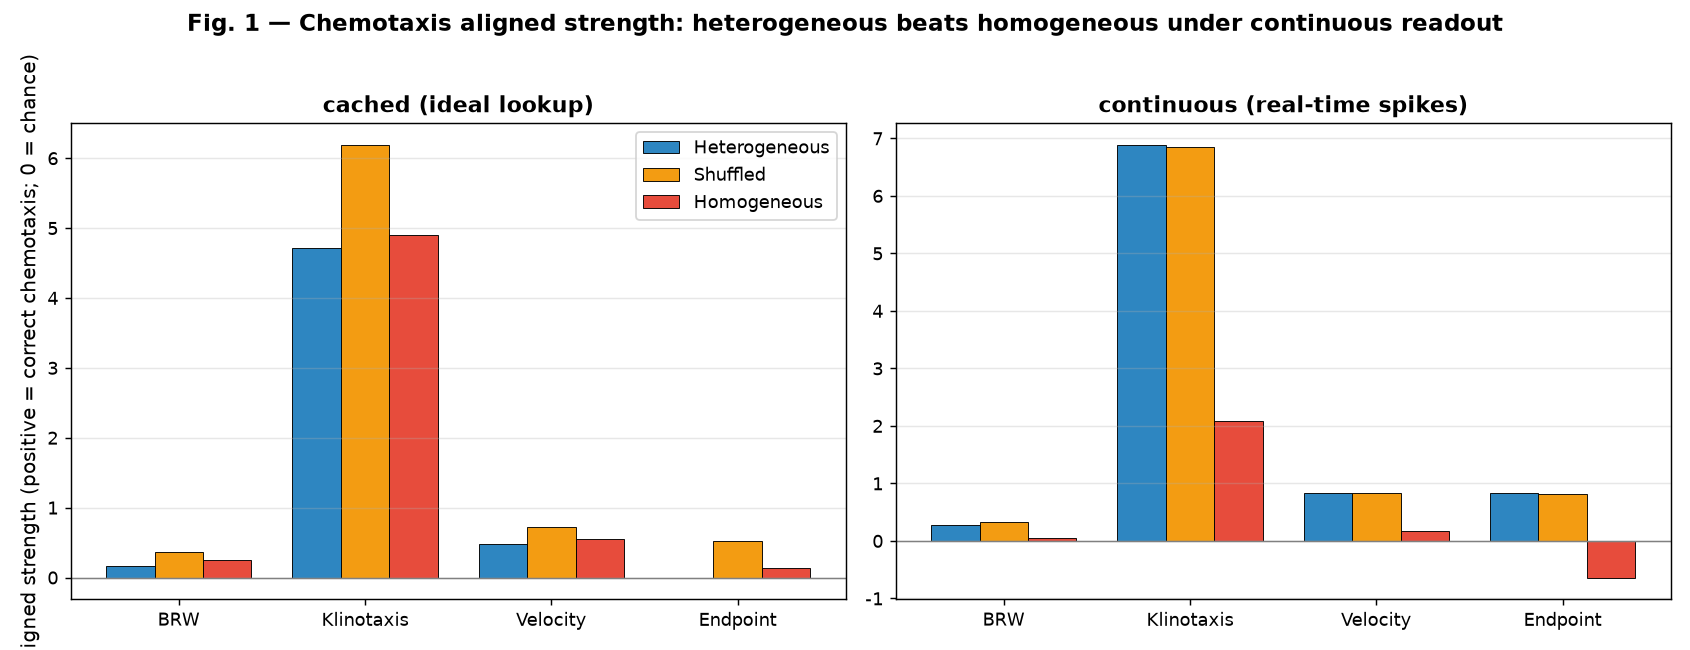 Fig. 1 — Chemotaxis aligned strength: heterogeneous beats homogeneous under continuous readout
cached (ideal lookup)
igned strength (positive = correct chemotaxis; 0 = chance)
6
5
4
3
2
1
0
Heterogeneous
Shuffled
Homogeneous
BRW Klinotaxis Velocity Endpoint
continuous (real-time spikes)
7
6
5
4
3
2
1
0
-1
BRW Klinotaxis Velocity Endpoint